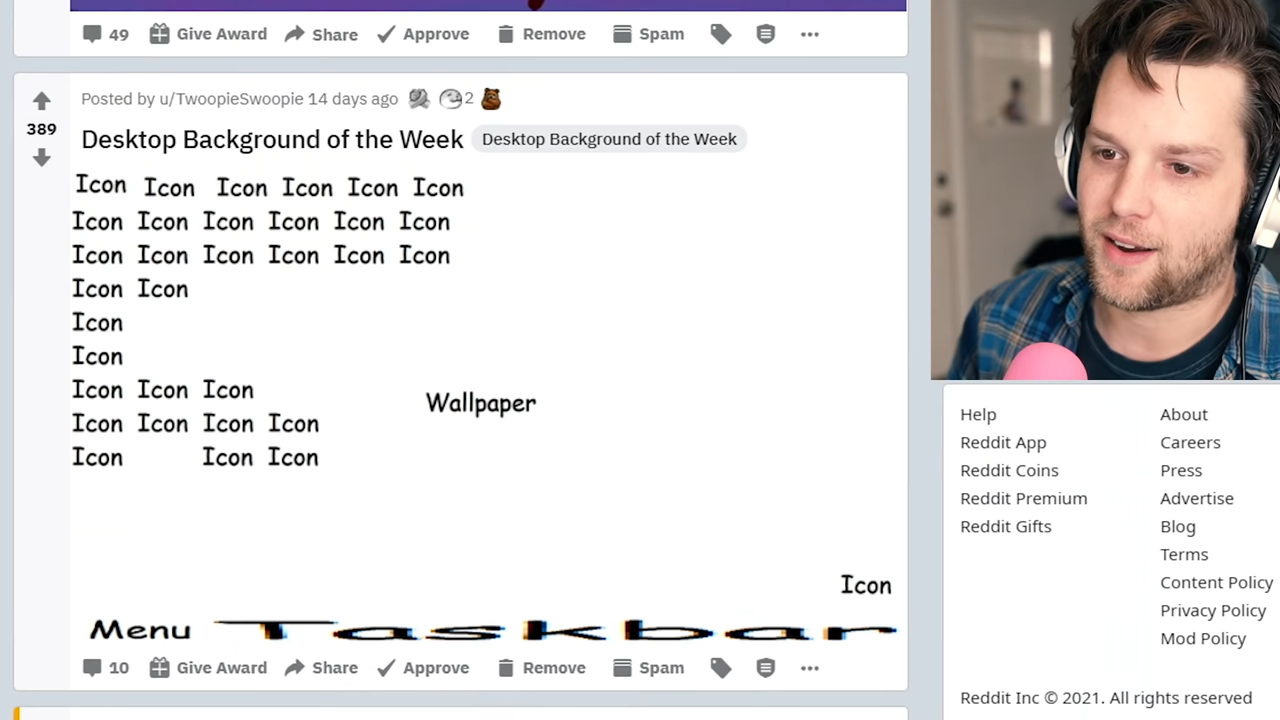 49 Give Award Share Approve Remove Spam
Posted by u/TwoopieSwoopie 14 days ago 2
389
Desktop Background of the Week Desktop Background of the Week
Icon Icon Icon Icon Icon Icon
Icon Icon Icon Icon Icon Icon
Icon Icon Icon Icon Icon Icon
Icon Icon
Icon
Icon
Icon Icon Icon
Wallpaper
Icon Icon Icon Icon
Icon Icon Icon
Icon
Menu Taskbar
10 Give Award Share Approve Remove Spam
Help About
Reddit App Careers
Reddit Coins Press
Reddit Premium Advertise
Reddit Gifts Blog
Terms
Content Policy
Privacy Policy
Mod Policy
Reddit Inc © 2021. All rights reserved